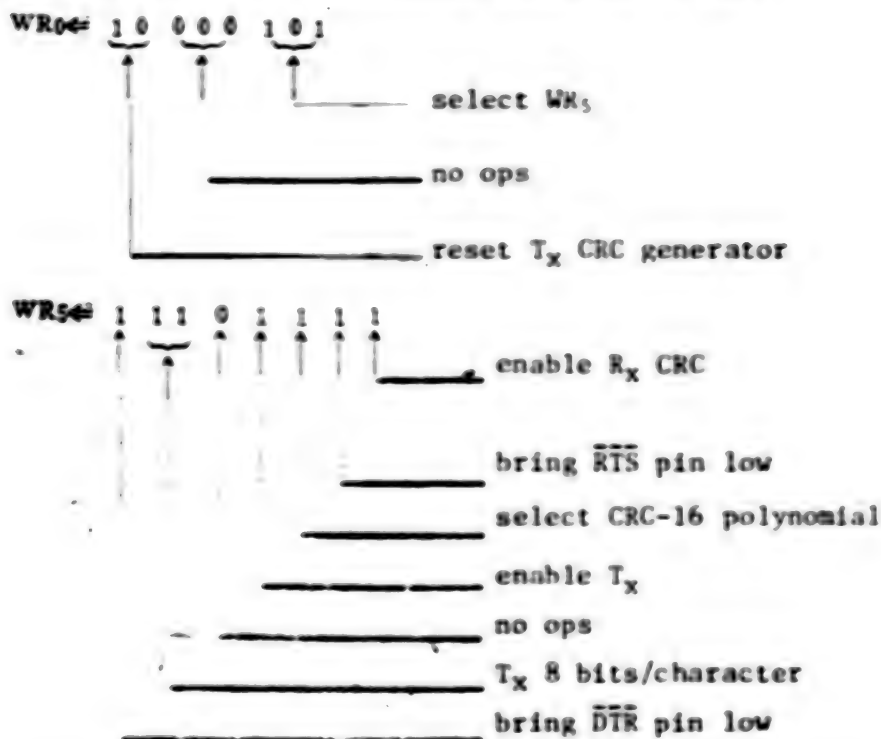 WR0⇐ 1 0 0 0 0 1 0 1
select WR5
no ops
reset Tx CRC generator
WR5⇐ 1 1 1 0 1 1 1 1
enable Rx CRC
bring R̅T̅S̅ pin low
select CRC-16 polynomial
enable Tx
no ops
Tx 8 bits/character
bring D̅T̅R̅ pin low